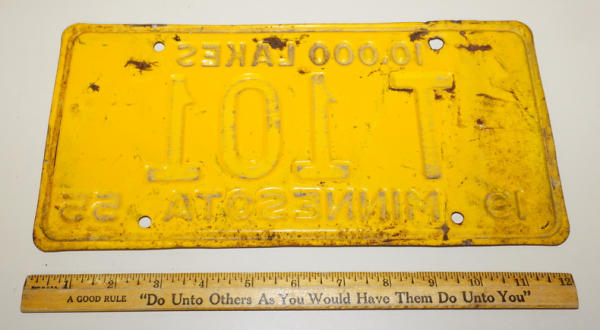 10,000 LAKES
T 101
19 MINNESOTA 55
1 2 3 4 5 6 7 8 9 10 11 12
A GOOD RULE "Do Unto Others As You Would Have Them Do Unto You"